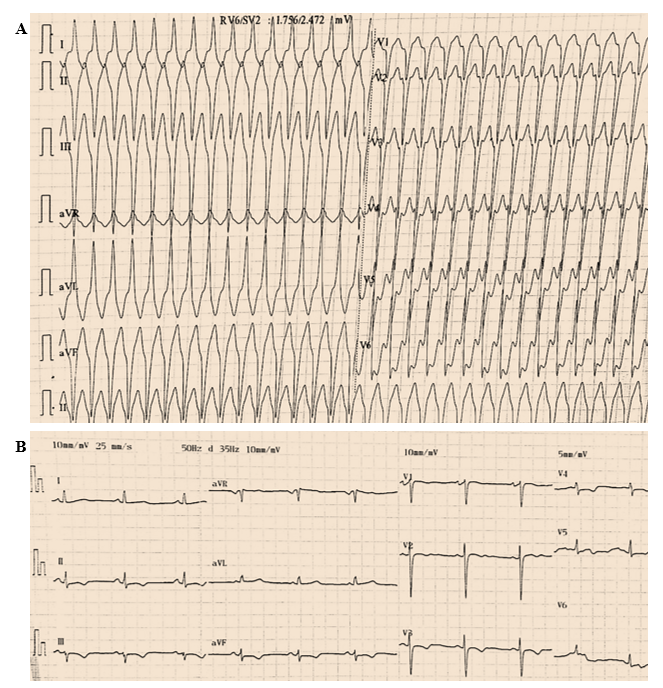 A
RV6/SV2 : 1.756/2.472 mV
I
V1
II
V2
III
V3
aVR
V4
aVL
V5
aVF
V6
II
B
10mm/mV 25 mm/s 50Hz d 35Hz 10mm/mV 10mm/mV 5mm/mV
I aVR V1 V4
II aVL V2 V5
III aVF V3 V6